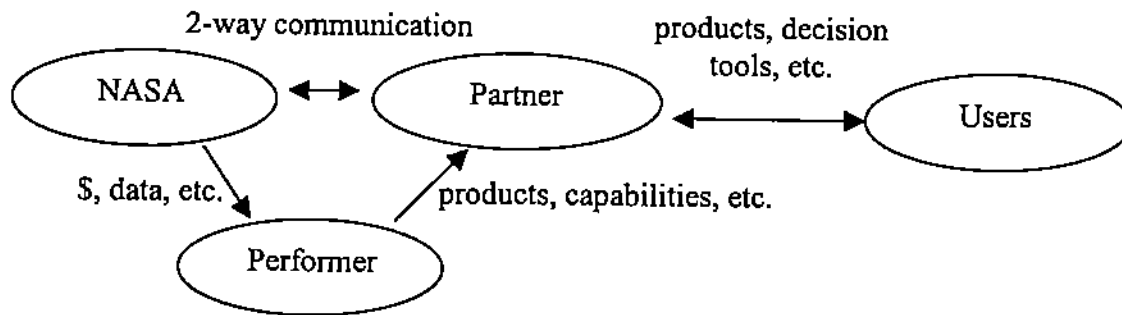 2-way communication
products, decision
tools, etc.
NASA
Partner
Users
$, data, etc.
products, capabilities, etc.
Performer